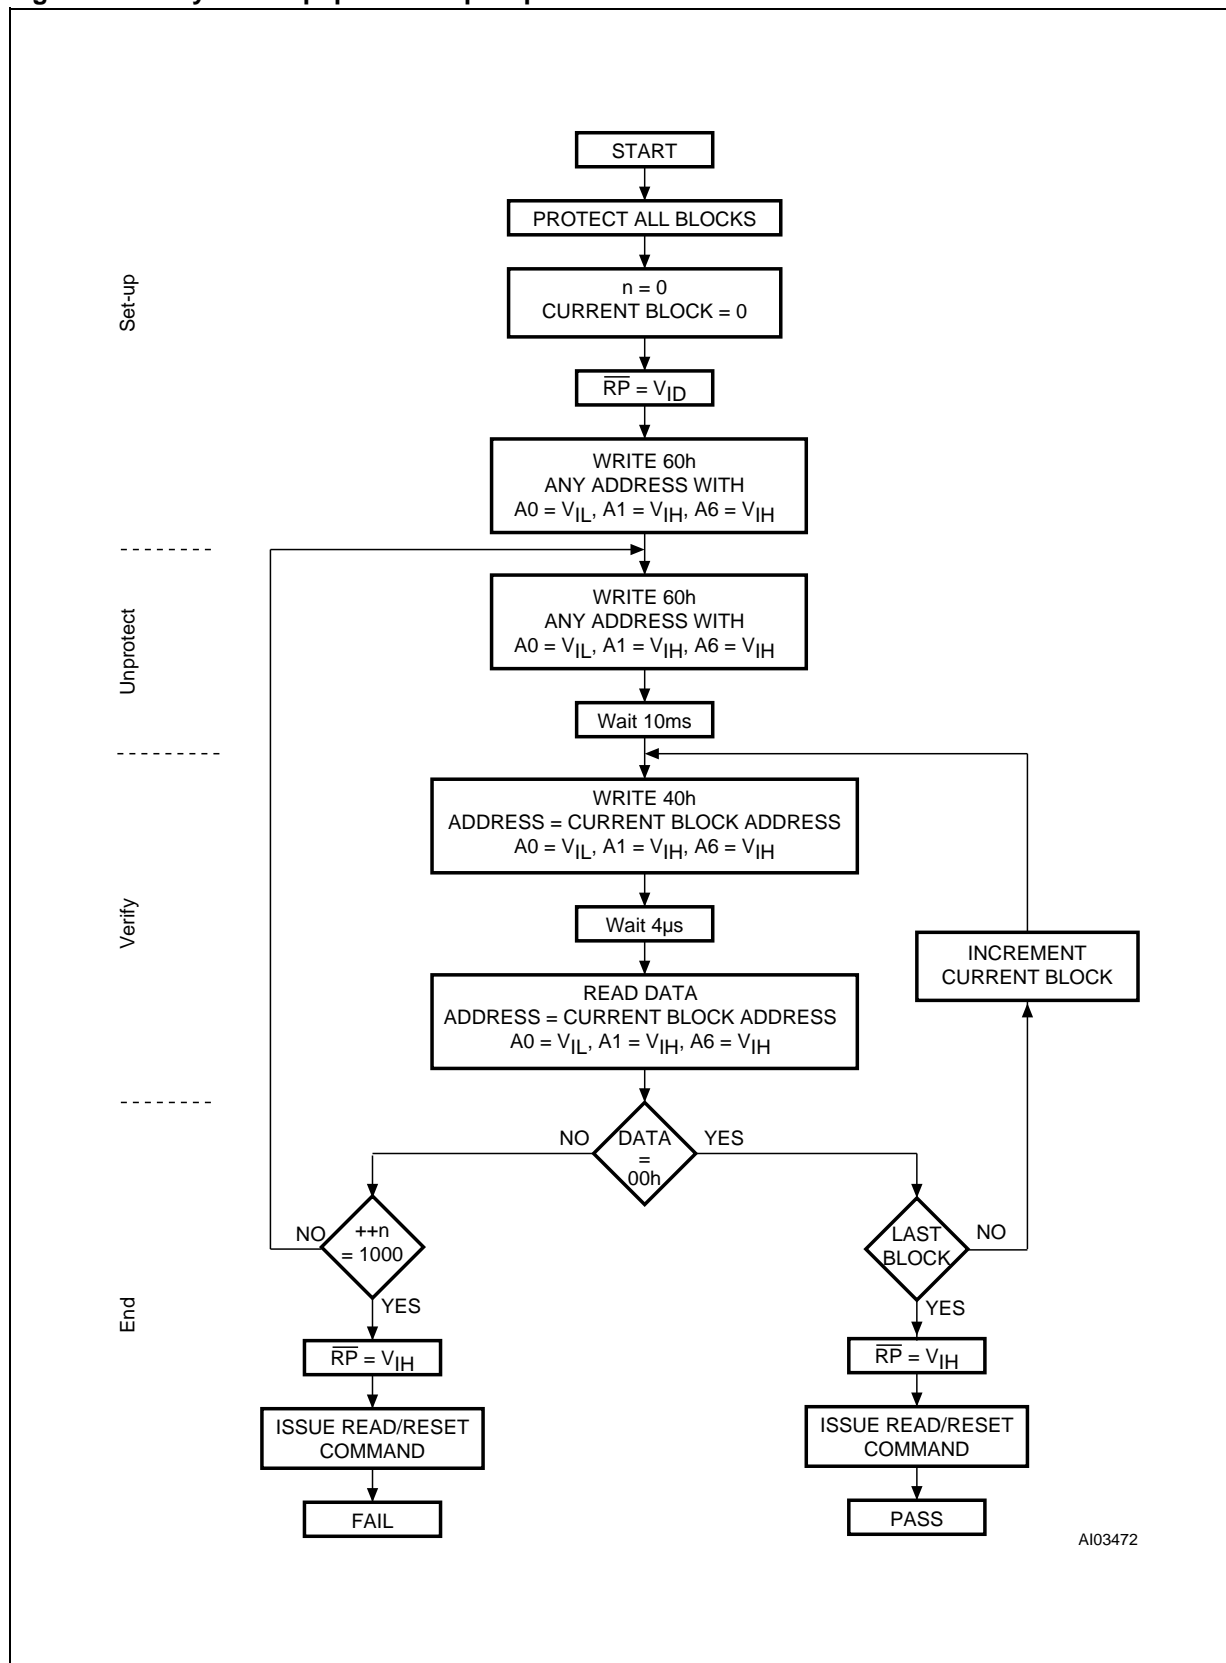 START
PROTECT ALL BLOCKS
Set-up
n = 0
CURRENT BLOCK = 0
RP = VID
WRITE 60h
ANY ADDRESS WITH
A0 = VIL, A1 = VIH, A6 = VIH
Unprotect
WRITE 60h
ANY ADDRESS WITH
A0 = VIL, A1 = VIH, A6 = VIH
Wait 10ms
Verify
WRITE 40h
ADDRESS = CURRENT BLOCK ADDRESS
A0 = VIL, A1 = VIH, A6 = VIH
Wait 4µs
INCREMENT
CURRENT BLOCK
READ DATA
ADDRESS = CURRENT BLOCK ADDRESS
A0 = VIL, A1 = VIH, A6 = VIH
End
NO
DATA
=
00h
YES
NO
++n
= 1000
YES
LAST
BLOCK
NO
YES
RP = VIH
RP = VIH
ISSUE READ/RESET
COMMAND
ISSUE READ/RESET
COMMAND
FAIL
PASS
AI03472